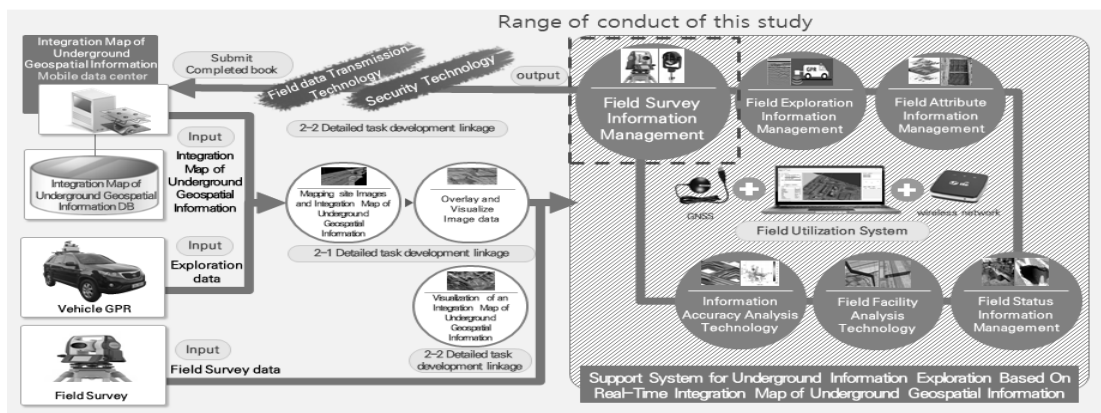 Range of conduct of this study
Integration Map of
Underground
Geospatial Information
Mobile data center
Submit
Completed book
Field data Transmission
Technology
Security Technology
output
2-2 Detailed task development linkage
Input
Integration
Map of
Underground
Geospatial
Information
Integration Map of
Underground Geospatial
Information DB
Input
Exploration
data
Vehicle GPR
Input
Field Survey data
Field Survey
Mapping site Images
and Integration Map of
Underground
Geospatial
Information
Overlay and
Visualize
Image data
2-1 Detailed task development linkage
Visualization of an
Integration Map of
Underground
Geospatial
Information
2-2 Detailed task
development linkage
Field Survey
Information
Management
GPR
Field Exploration
Information
Management
Field Attribute
Information
Management
GNSS
wireless network
Field Utilization System
Information
Accuracy Analysis
Technology
Field Facility
Analysis
Technology
Field Status
Information
Management
Support System for Underground Information Exploration Based On
Real-Time Integration Map of Underground Geospatial Information